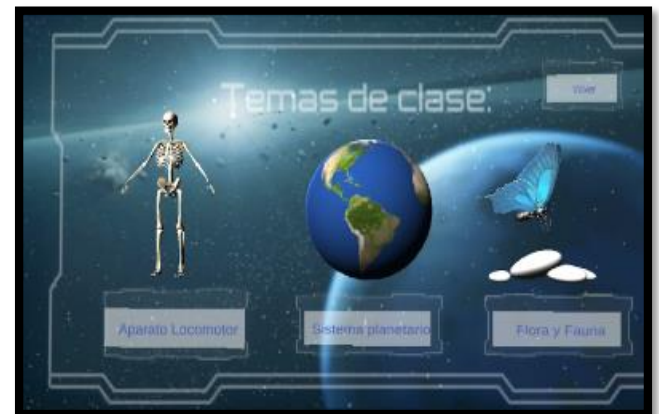 Temas de clase:
Aparato Locomotor
Sistema planetario
Flora y Fauna